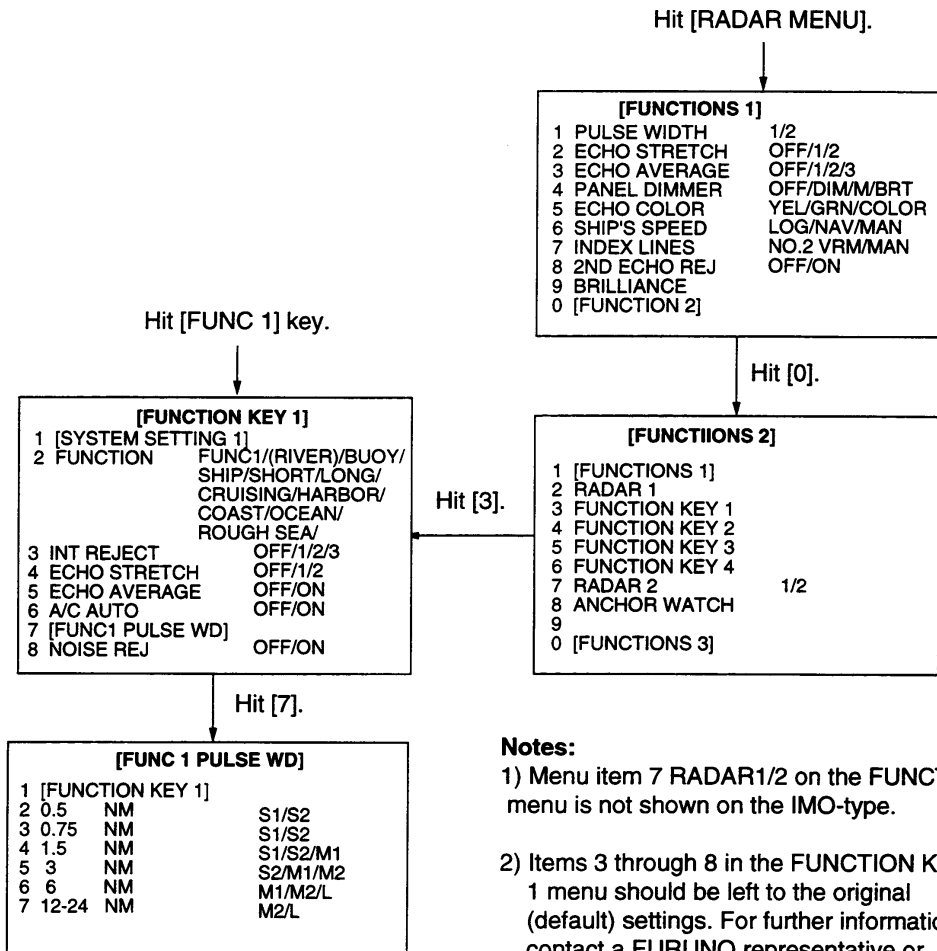 Hit [RADAR MENU].
[FUNCTIONS 1]
1 PULSE WIDTH 1/2
2 ECHO STRETCH OFF/1/2
3 ECHO AVERAGE OFF/1/2/3
4 PANEL DIMMER OFF/DIM/M/BRT
5 ECHO COLOR YEL/GRN/COLOR
6 SHIP'S SPEED LOG/NAV/MAN
7 INDEX LINES NO.2 VRM/MAN
8 2ND ECHO REJ OFF/ON
9 BRILLIANCE
0 [FUNCTION 2]
Hit [0].
[FUNCTIIONS 2]
1 [FUNCTIONS 1]
2 RADAR 1
3 FUNCTION KEY 1
4 FUNCTION KEY 2
5 FUNCTION KEY 3
6 FUNCTION KEY 4
7 RADAR 2 1/2
8 ANCHOR WATCH
9
0 [FUNCTIONS 3]
Hit [3].
Hit [FUNC 1] key.
[FUNCTION KEY 1]
1 [SYSTEM SETTING 1]
2 FUNCTION FUNC1/(RIVER)/BUOY/
SHIP/SHORT/LONG/
CRUISING/HARBOR/
COAST/OCEAN/
ROUGH SEA/
3 INT REJECT OFF/1/2/3
4 ECHO STRETCH OFF/1/2
5 ECHO AVERAGE OFF/ON
6 A/C AUTO OFF/ON
7 [FUNC1 PULSE WD]
8 NOISE REJ OFF/ON
Hit [7].
[FUNC 1 PULSE WD]
1 [FUNCTION KEY 1]
2 0.5 NM S1/S2
3 0.75 NM S1/S2
4 1.5 NM S1/S2/M1
5 3 NM S2/M1/M2
6 6 NM M1/M2/L
7 12-24 NM M2/L
Notes:
1) Menu item 7 RADAR1/2 on the FUNCT
menu is not shown on the IMO-type.
2) Items 3 through 8 in the FUNCTION K
1 menu should be left to the original
(default) settings. For further informatio
contact a FURUNO representative or